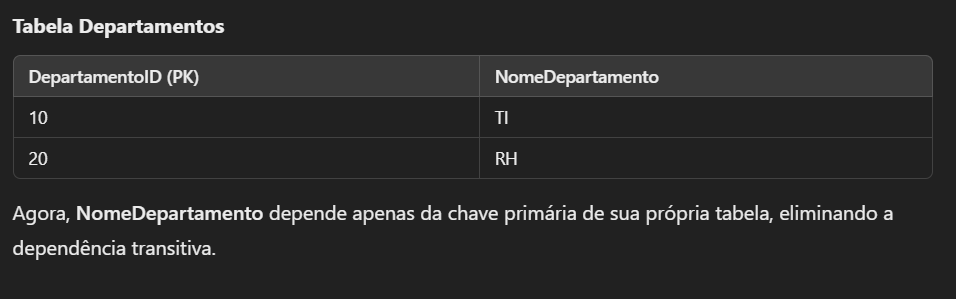 Tabela Departamentos
DepartamentoID (PK) NomeDepartamento
10 TI
20 RH
Agora, NomeDepartamento depende apenas da chave primária de sua própria tabela, eliminando a
dependência transitiva.